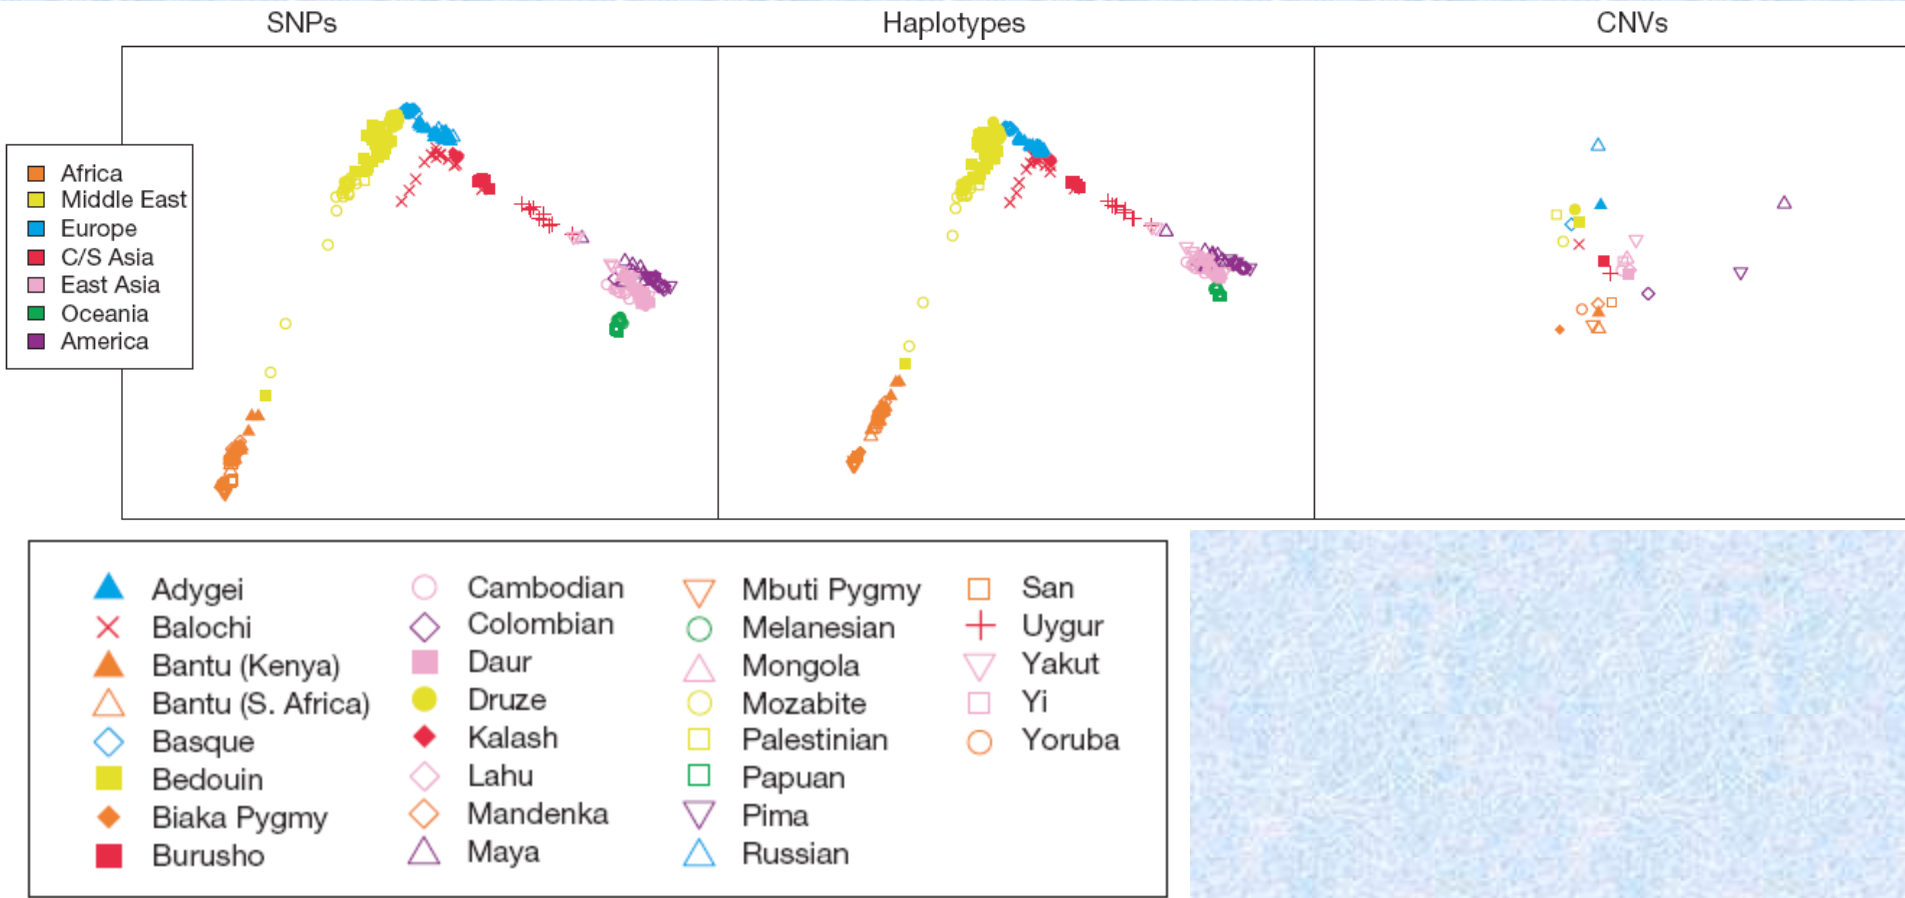 SNPs
Haplotypes
CNVs
Africa
Middle East
Europe
C/S Asia
East Asia
Oceania
America
Adygei
Balochi
Bantu (Kenya)
Bantu (S. Africa)
Basque
Bedouin
Biaka Pygmy
Burusho
Cambodian
Colombian
Daur
Druze
Kalash
Lahu
Mandenka
Maya
Mbuti Pygmy
Melanesian
Mongola
Mozabite
Palestinian
Papuan
Pima
Russian
San
Uygur
Yakut
Yi
Yoruba